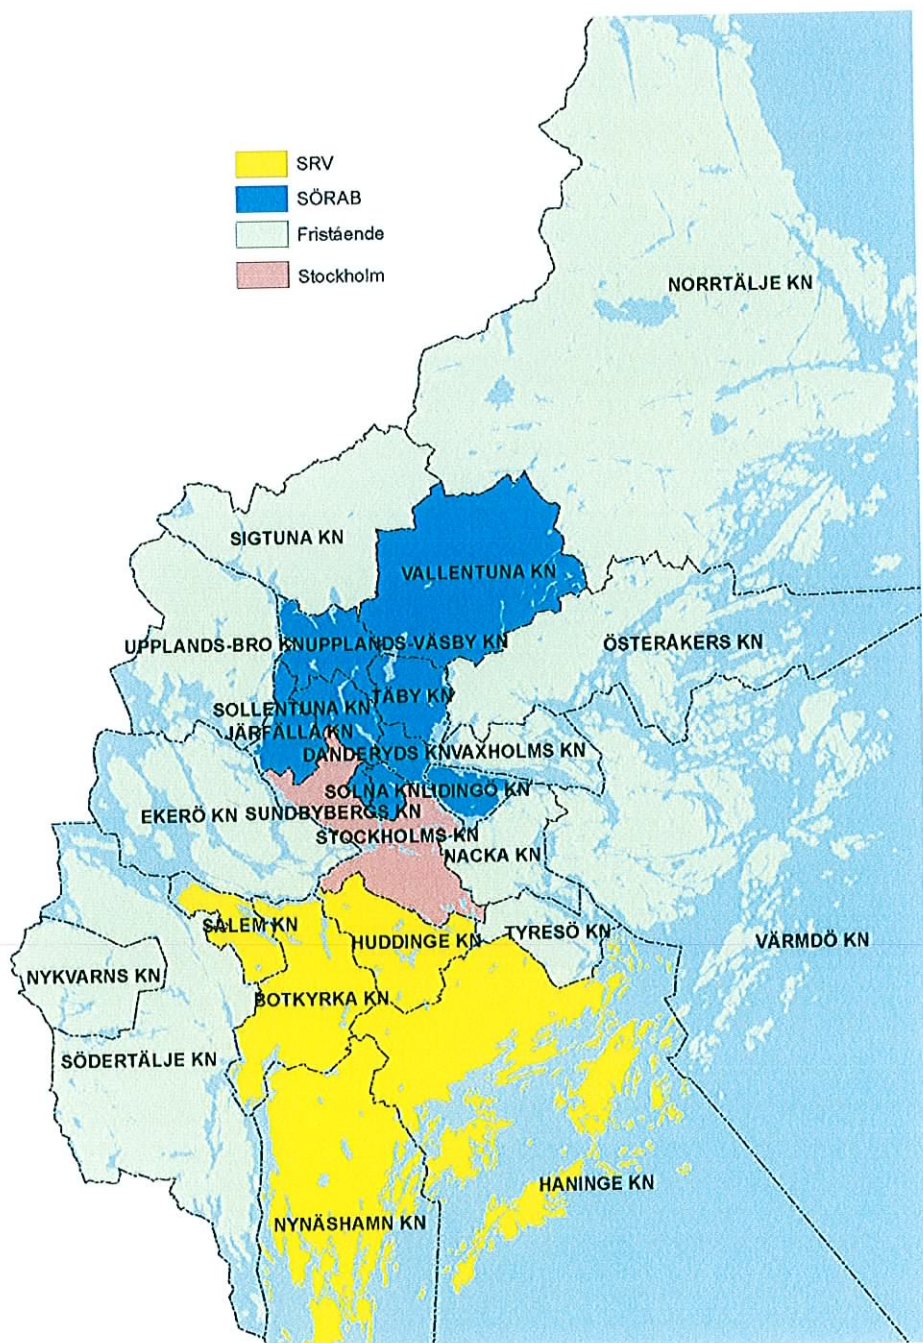 SRV
SÖRAB
Fristáende
Stockholm
NORRTÄLJE KN
SIGTUNA KN
VALLENTUNA KN
UPPLANDS-BRO KN
UPPLANDS-VÄSBY KN
ÖSTERÅKERS KN
TÄBY KN
SOLLENTUNA KN
JÄRFÄLLA KN
DANDERYDS KN
VAXHOLMS KN
SOLNA KN
LIDINGÖ KN
EKERÖ KN
SUNDBYBERGS KN
STOCKHOLMS KN
NACKA KN
SALEM KN
HUDDINGE KN
TYRESÖ KN
VÄRMDÖ KN
NYKVARNS KN
BOTKYRKA KN
SÖDERTÄLJE KN
HANINGE KN
NYNÄSHAMN KN